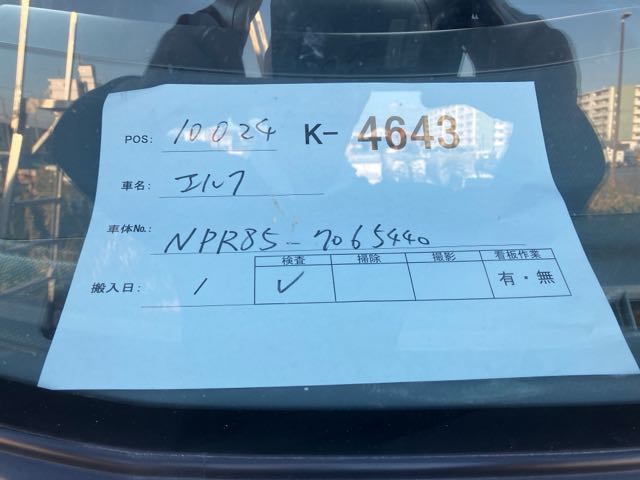 POS: 10024 K- 4643
車名: エルフ
車体No.: NPR85-7065440
検査 掃除 撮影 看板作業
搬入日: 1 ✓ 有・無